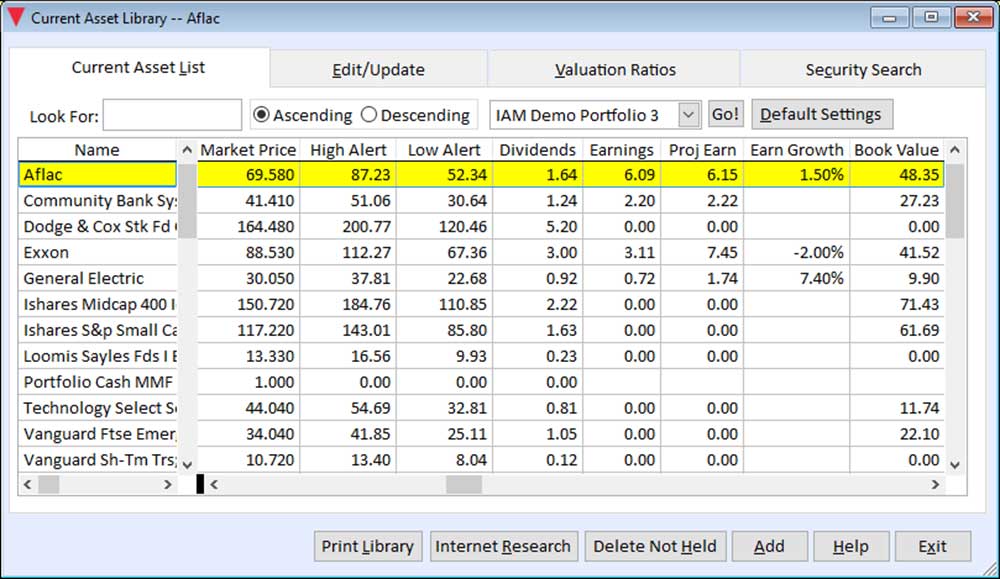 Current Asset Library -- Aflac
Current Asset List Edit/Update Valuation Ratios Security Search
Look For: Ascending Descending IAM Demo Portfolio 3 Go! Default Settings
Name Market Price High Alert Low Alert Dividends Earnings Proj Earn Earn Growth Book Value
Aflac 69.580 87.23 52.34 1.64 6.09 6.15 1.50% 48.35
Community Bank Sy 41.410 51.06 30.64 1.24 2.20 2.22 27.23
Dodge & Cox Stk Fd 164.480 200.77 120.46 5.20 0.00 0.00 0.00
Exxon 88.530 112.27 67.36 3.00 3.11 7.45 -2.00% 41.52
General Electric 30.050 37.81 22.68 0.92 0.72 1.74 7.40% 9.90
Ishares Midcap 400 150.720 184.76 110.85 2.22 0.00 0.00 71.43
Ishares S&p Small Ca 117.220 143.01 85.80 1.63 0.00 0.00 61.69
Loomis Sayles Fds I 13.330 16.56 9.93 0.23 0.00 0.00 0.00
Portfolio Cash MMF 1.000 0.00 0.00 0.00
Technology Select 44.040 54.69 32.81 0.81 0.00 0.00 11.74
Vanguard Ftse Emer 34.040 41.85 25.11 1.05 0.00 0.00 22.10
Vanguard Sh-Tm Trs 10.720 13.40 8.04 0.12 0.00 0.00 0.00
Print Library Internet Research Delete Not Held Add Help Exit